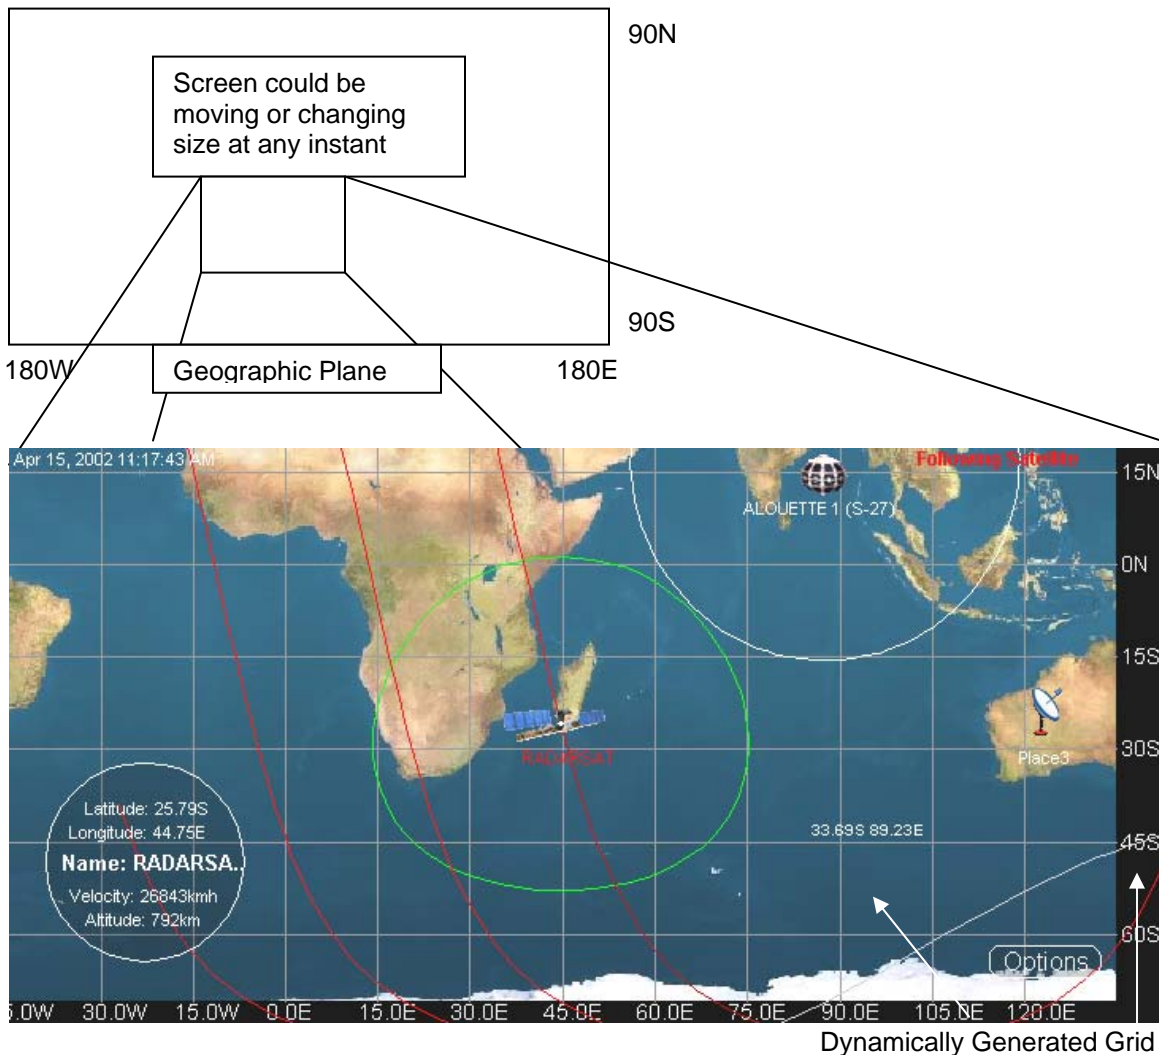 90N
Screen could be
moving or changing
size at any instant
90S
180W
Geographic Plane
180E
Apr 15, 2002 11:17:43 AM
Following Satellite
15N
ALOUETTE 1 (S-27)
0N
15S
RADARSAT
Place3
30S
Latitude: 25.79S
Longitude: 44.75E
33.69S 89.23E
45S
Name: RADARSA..
Velocity: 26843kmh
Altitude: 792km
60S
Options
5.0W 30.0W 15.0W 0.0E 15.0E 30.0E 45.0E 60.0E 75.0E 90.0E 105.0E 120.0E
Dynamically Generated Grid